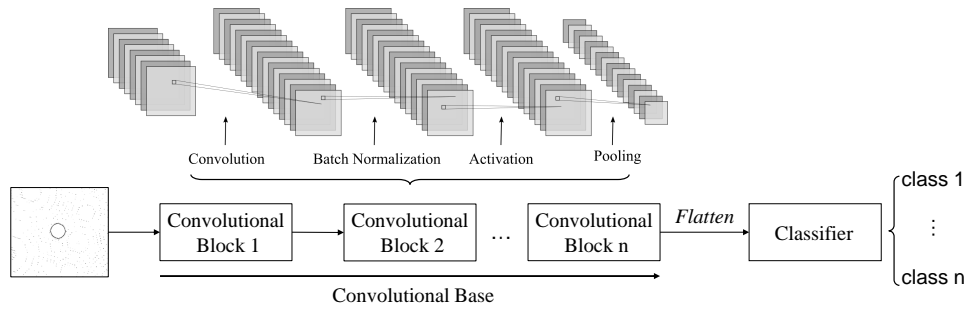 Convolution
Batch Normalization
Activation
Pooling
Convolutional
Block 1
Convolutional
Block 2
…
Convolutional
Block n
Flatten
Classifier
class 1
⋮
class n
Convolutional Base